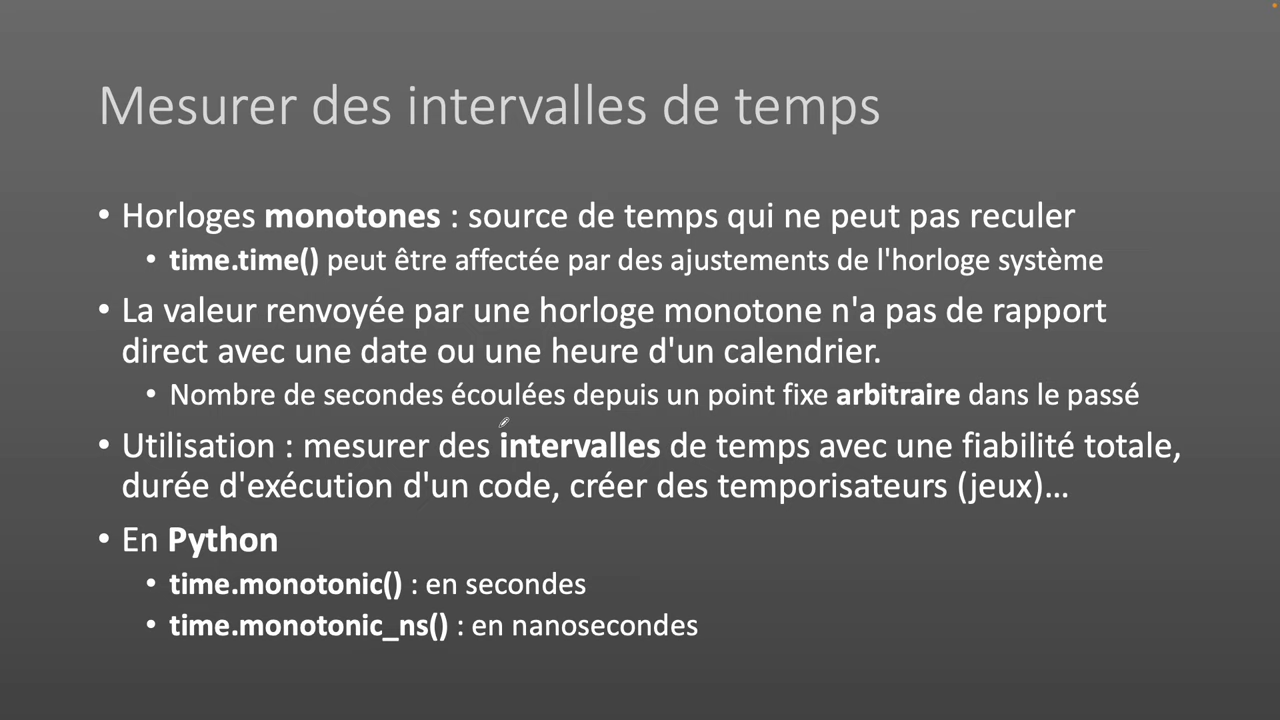 Mesurer des intervalles de temps
• Horloges monotones : source de temps qui ne peut pas reculer
• time.time() peut être affectée par des ajustements de l'horloge système
• La valeur renvoyée par une horloge monotone n'a pas de rapport
direct avec une date ou une heure d'un calendrier.
• Nombre de secondes écoulées depuis un point fixe arbitraire dans le passé
• Utilisation : mesurer des intervalles de temps avec une fiabilité totale,
durée d'exécution d'un code, créer des temporisateurs (jeux)…
• En Python
• time.monotonic() : en secondes
• time.monotonic_ns() : en nanosecondes